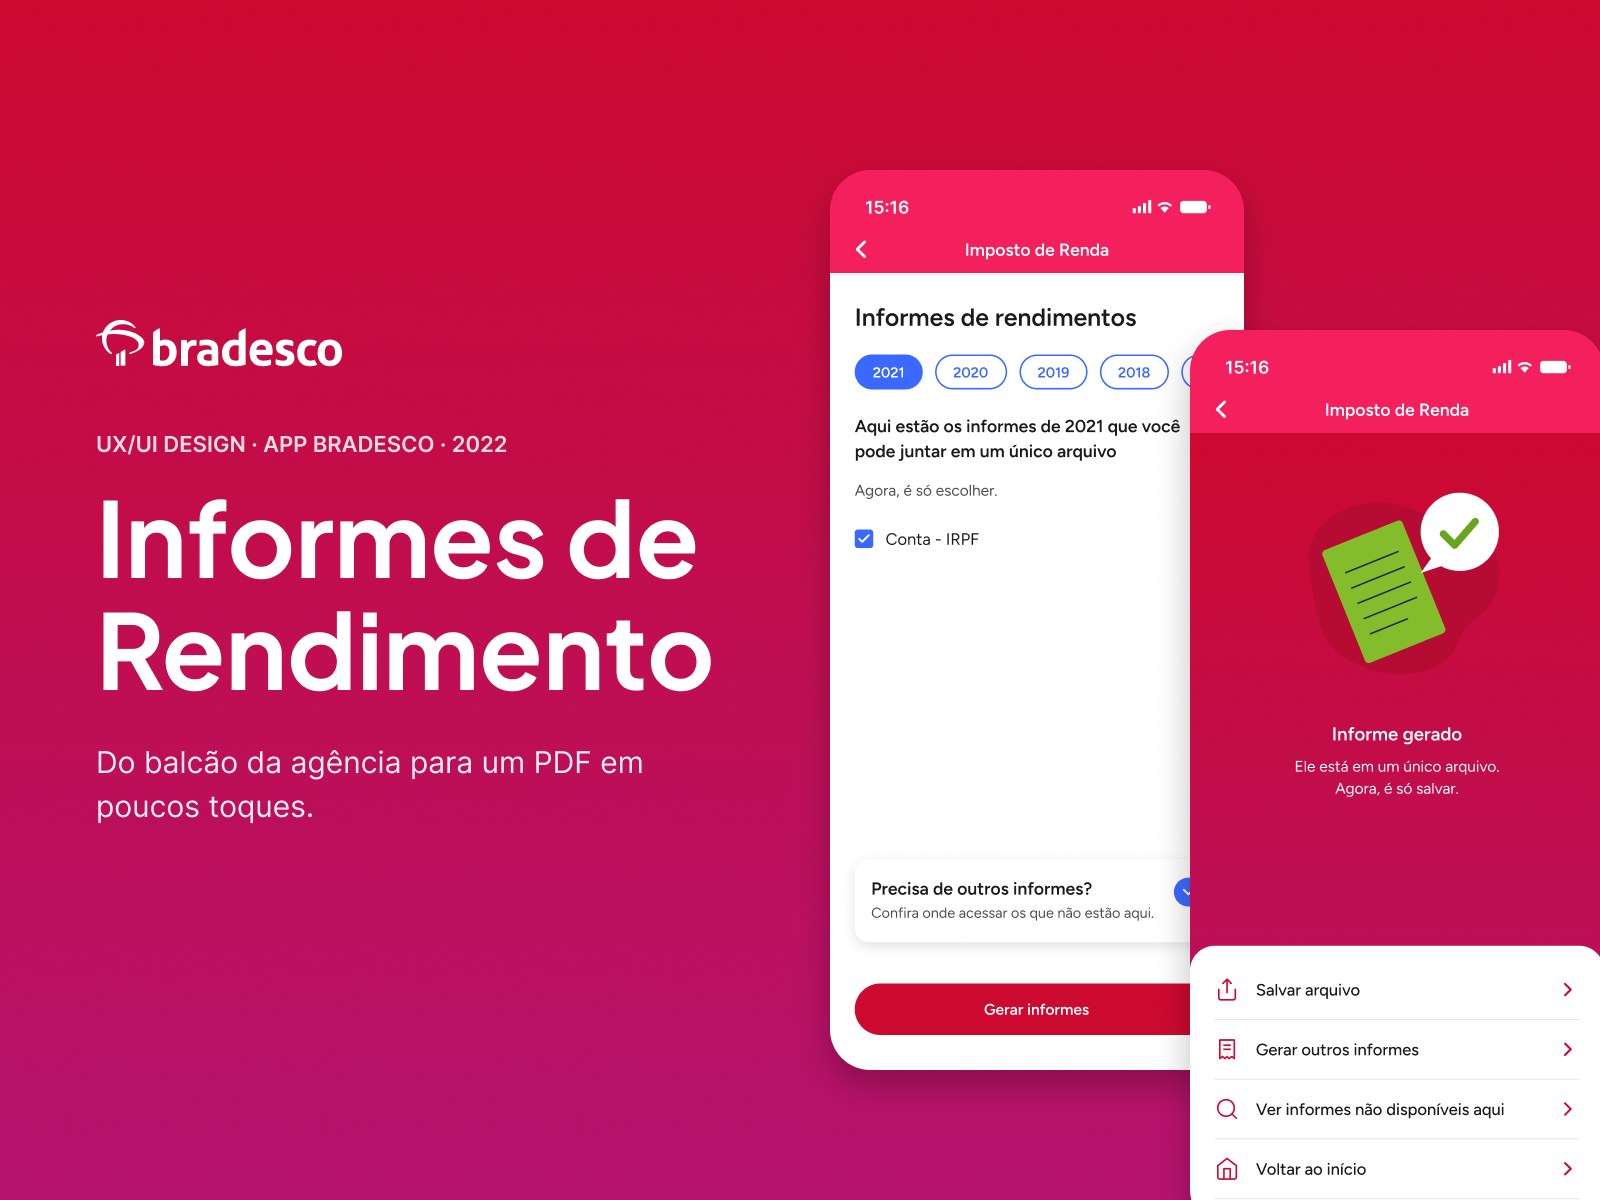 bradesco
UX/UI DESIGN · APP BRADESCO · 2022
Informes de
Rendimento
Do balcão da agência para um PDF em
poucos toques.
15:16
Imposto de Renda
Informes de rendimentos
2021 2020 2019 2018
Aqui estão os informes de 2021 que você
pode juntar em um único arquivo
Agora, é só escolher.
Conta - IRPF
Precisa de outros informes?
Confira onde acessar os que não estão aqui.
Gerar informes
15:16
Imposto de Renda
Informe gerado
Ele está em um único arquivo.
Agora, é só salvar.
Salvar arquivo
Gerar outros informes
Ver informes não disponíveis aqui
Voltar ao início